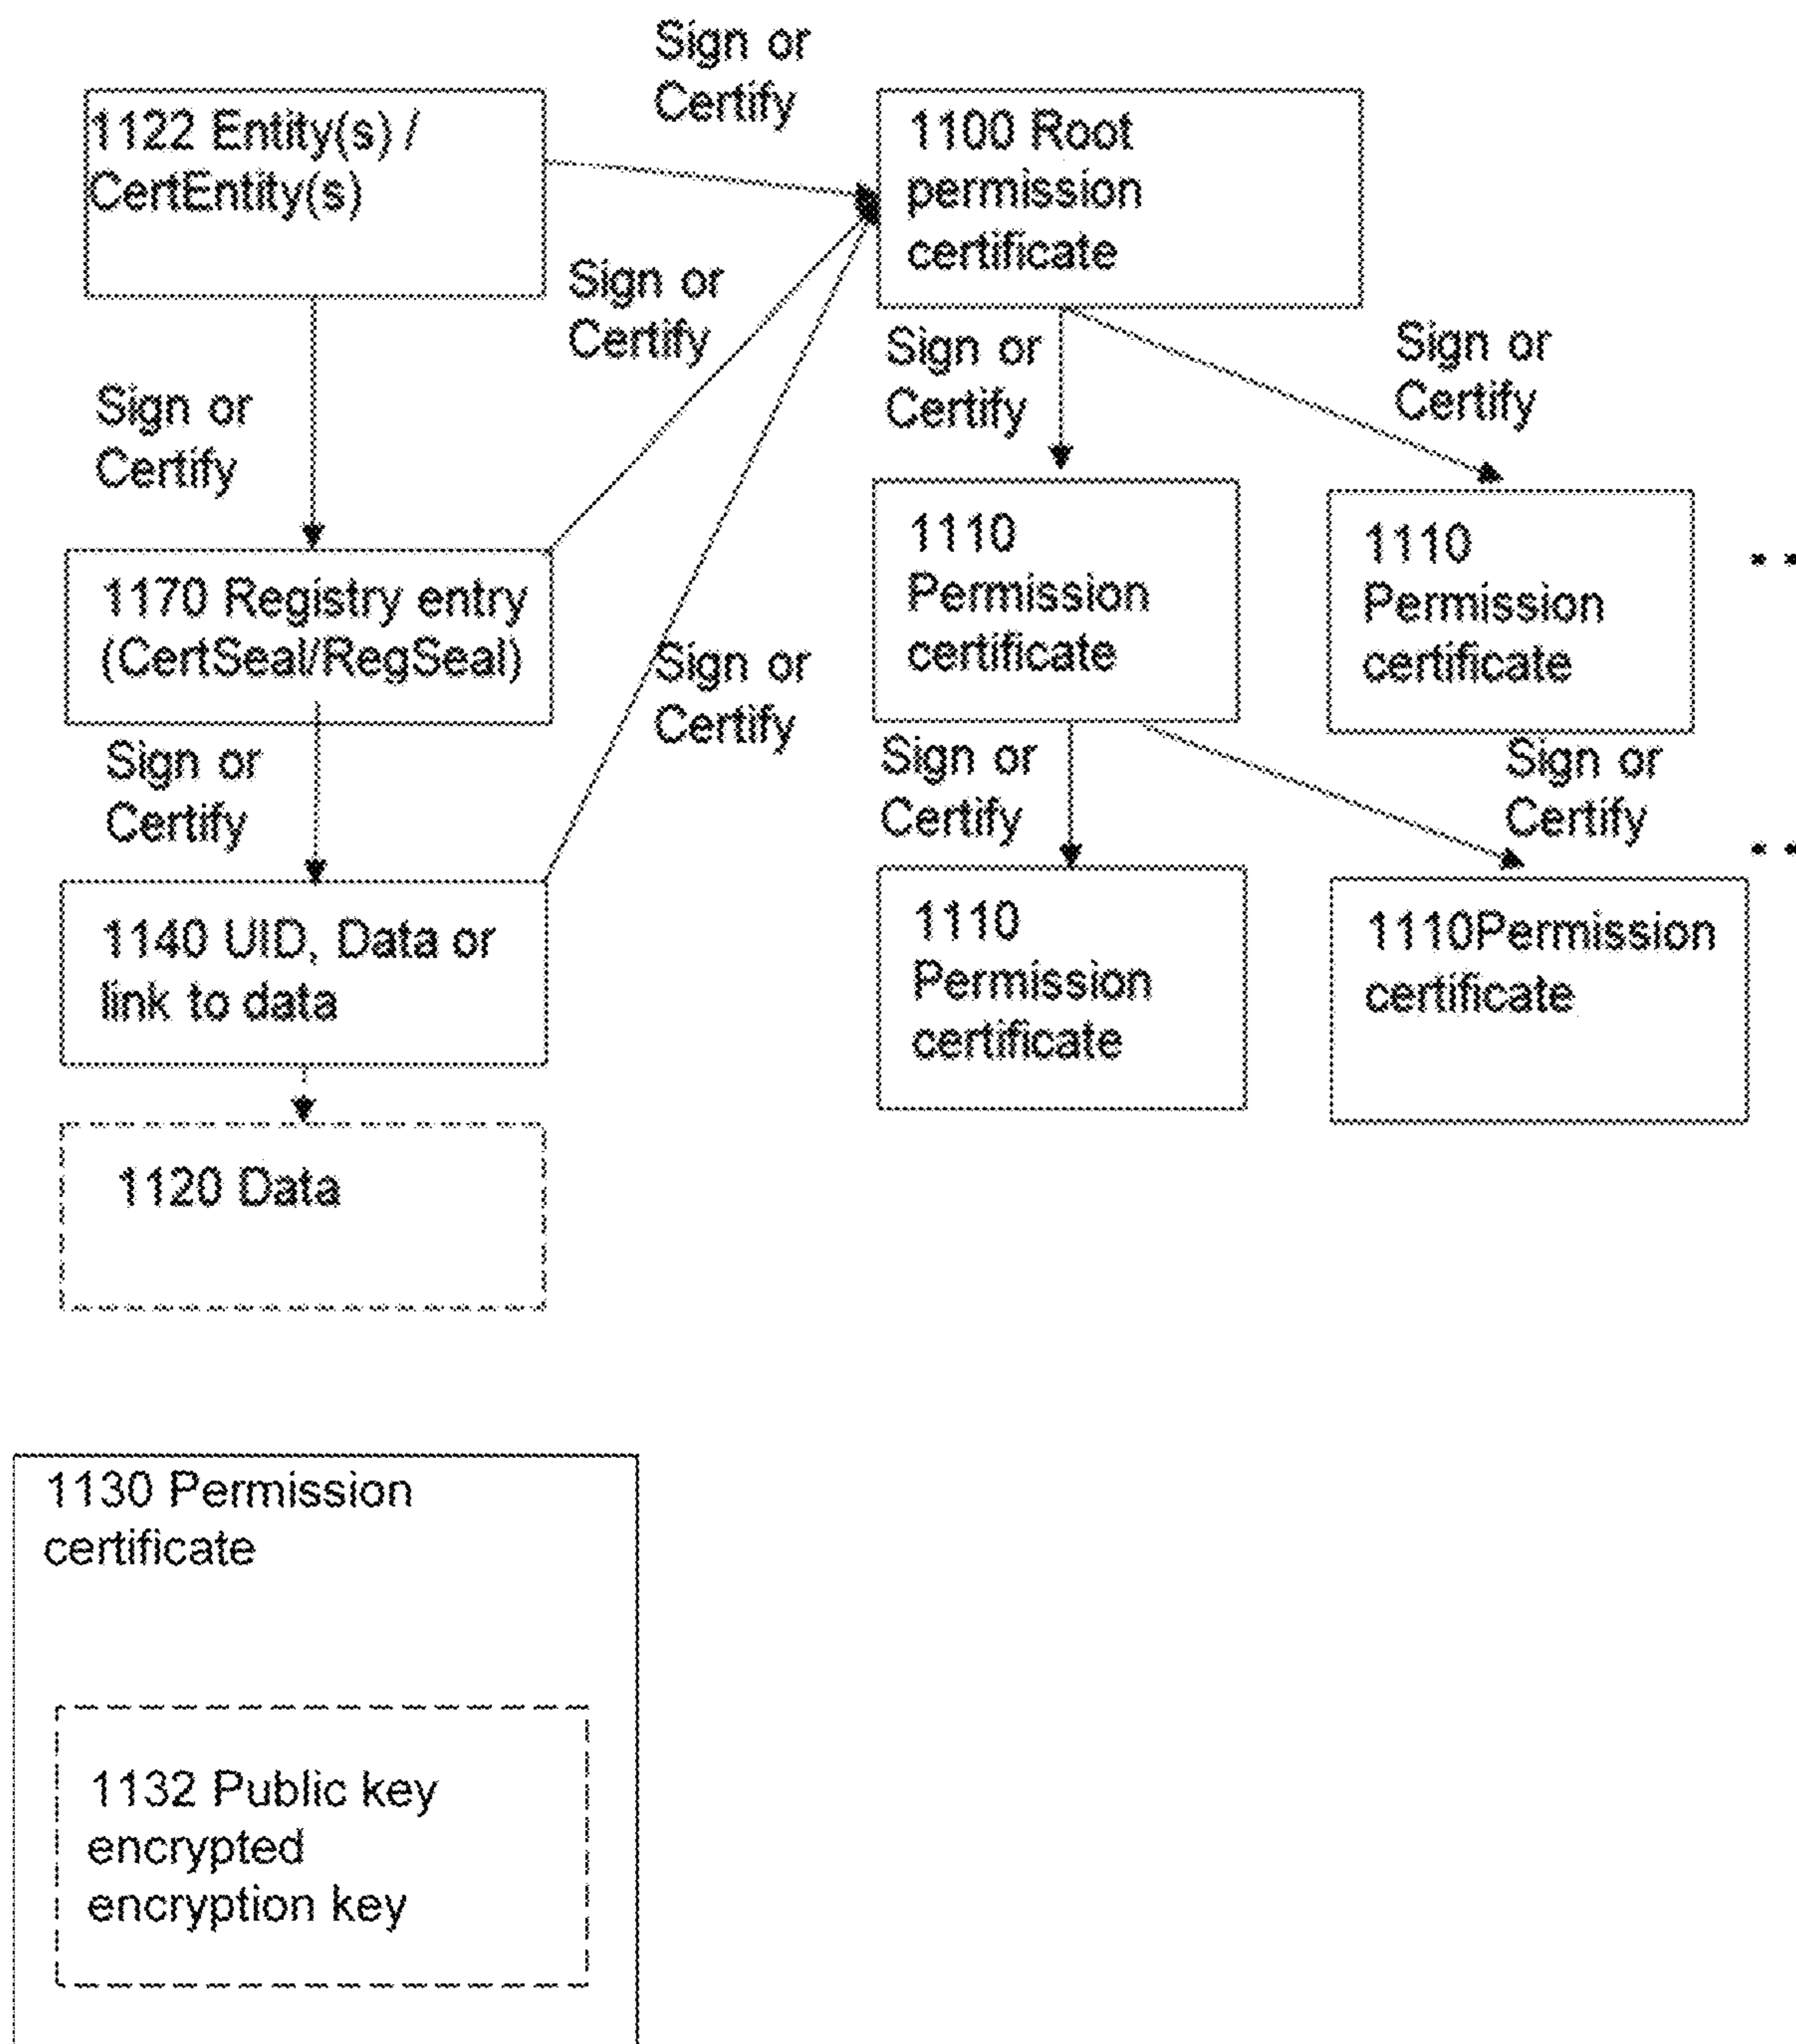 Sign or
Certify
1122 Entity(s) /
CertEntity(s)
1100 Root
permission
certificate
Sign or
Certify
Sign or
Certify
Sign or
Certify
Sign or
Certify
1170 Registry entry
(CertSeal/RegSeal)
1110
Permission
certificate
1110
Permission
certificate
. .
Sign or
Certify
Sign or
Certify
Sign or
Certify
Sign or
Certify
. .
1140 UID, Data or
link to data
1110
Permission
certificate
1110Permission
certificate
1120 Data
1130 Permission
certificate
1132 Public key
encrypted
encryption key